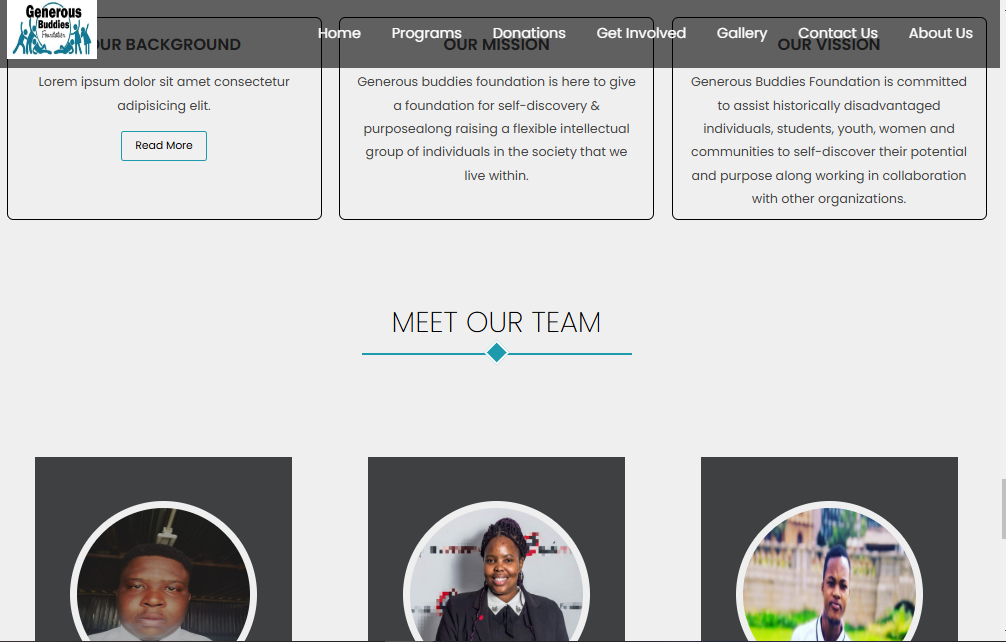 Generous
Buddies
Foundation
Home Programs Donations Get Involved Gallery Contact Us About Us
OUR BACKGROUND
Lorem ipsum dolor sit amet consectetur
adipisicing elit.
Read More
OUR MISSION
Generous buddies foundation is here to give
a foundation for self-discovery &
purposealong raising a flexible intellectual
group of individuals in the society that we
live within.
OUR VISSION
Generous Buddies Foundation is committed
to assist historically disadvantaged
individuals, students, youth, women and
communities to self-discover their potential
and purpose along working in collaboration
with other organizations.
MEET OUR TEAM